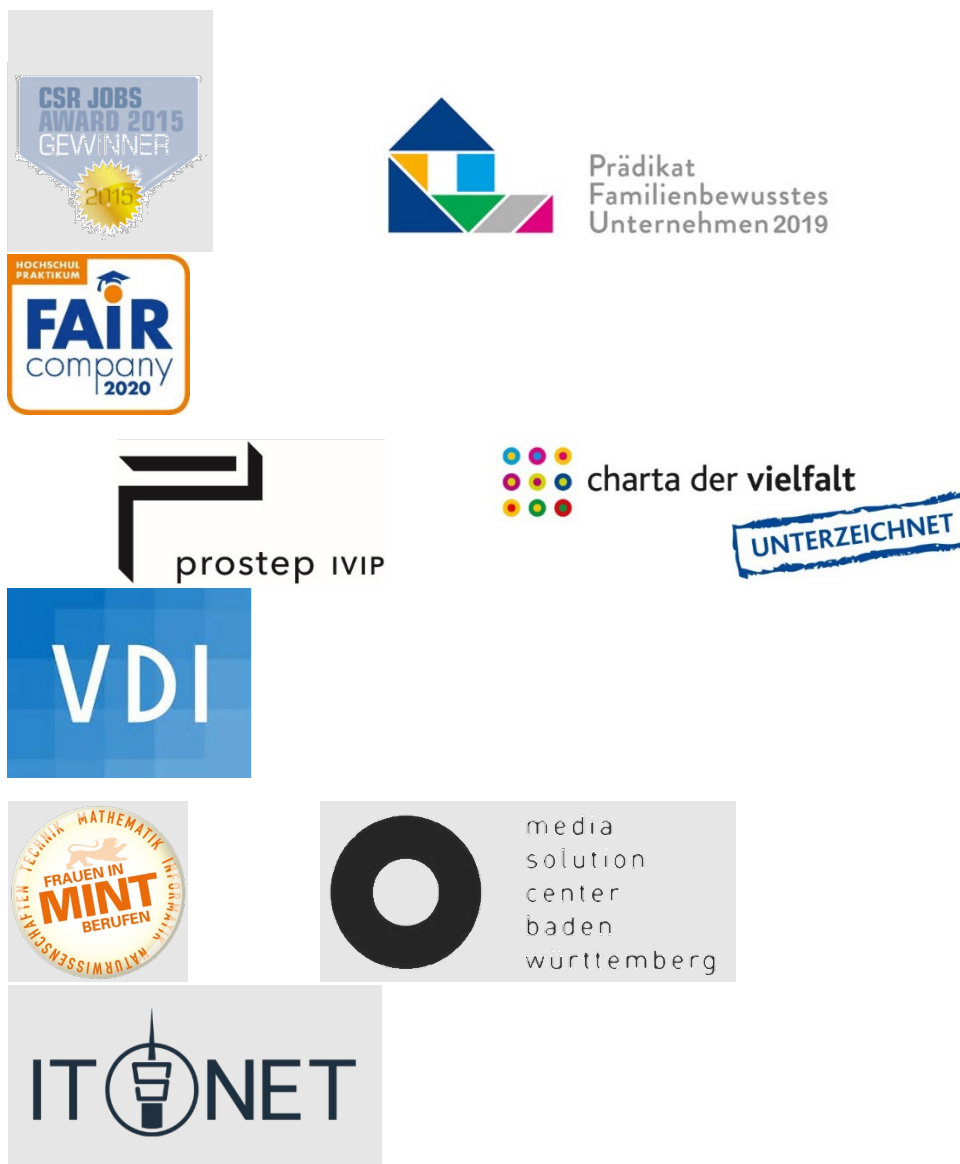 CSR JOBS
AWARD 2015
GEWINNER
2015
Prädikat
Familienbewusstes
Unternehmen 2019
HOCHSCHUL
PRAKTIKUM
FAiR
company
2020
prostep IVIP
charta der vielfalt
UNTERZEICHNET
VDI
TECHNIK MATHEMATIK INFORMATIK NATURWISSENSCHAFTEN
FRAUEN IN
MINT
BERUFEN
media
solution
center
baden
württemberg
IT NET